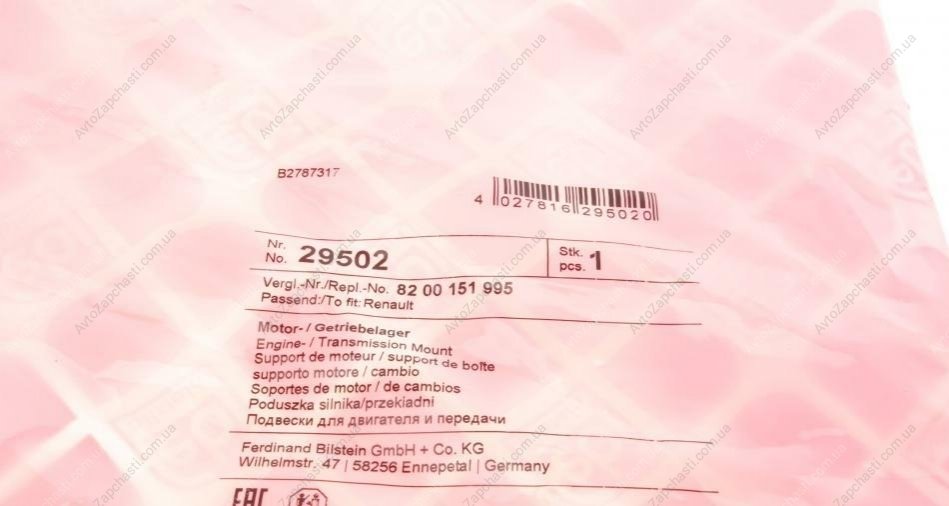 B2787317
4 027816 295020
Nr.
No. 29502
Stk.
pcs. 1
Vergl.-Nr./Repl.-No. 82 00 151 995
Passend:/To fit: Renault
Motor- / Getriebelager
Engine- / Transmission Mount
Support de moteur / support de boîte
supporto motore / cambio
Soportes de motor / de cambios
Poduszka silnika/przekładni
Подвески для двигателя и передачи
Ferdinand Bilstein GmbH + Co. KG
Wilhelmstr. 47 | 58256 Ennepetal | Germany
EAC
AvtoZapchasti.com.ua